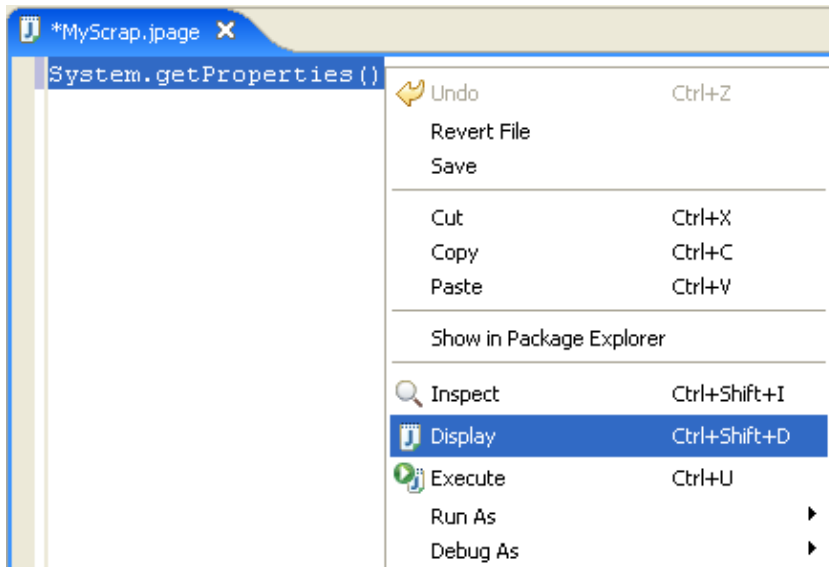 *MyScrap.jpage
System.getProperties()
Undo Ctrl+Z
Revert File
Save
Cut Ctrl+X
Copy Ctrl+C
Paste Ctrl+V
Show in Package Explorer
Inspect Ctrl+Shift+I
Display Ctrl+Shift+D
Execute Ctrl+U
Run As
Debug As